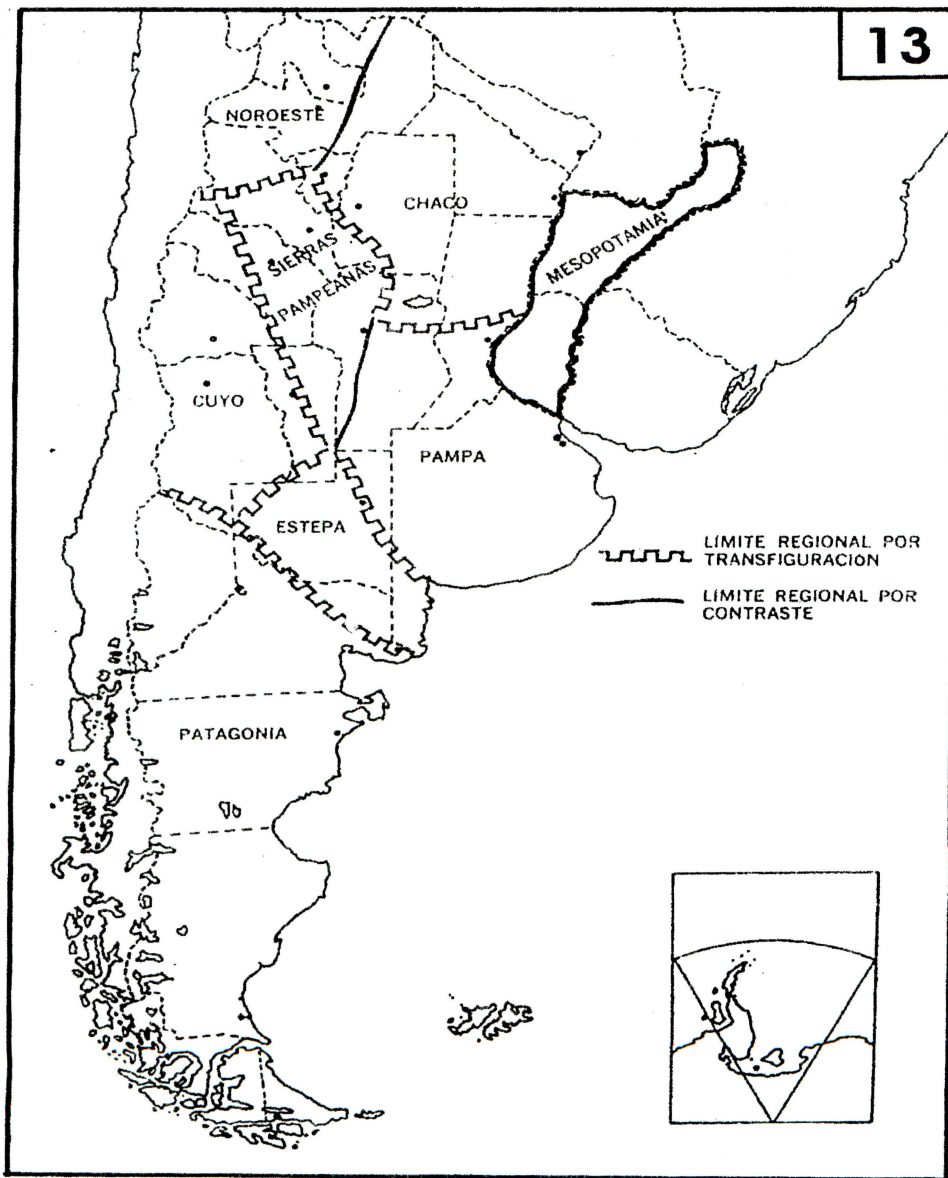 13
NOROESTE
CHACO
MESOPOTAMIA
SIERRAS
PAMPEANAS
CUYO
PAMPA
ESTEPA
LIMITE REGIONAL POR
TRANSFIGURACION
LIMITE REGIONAL POR
CONTRASTE
PATAGONIA